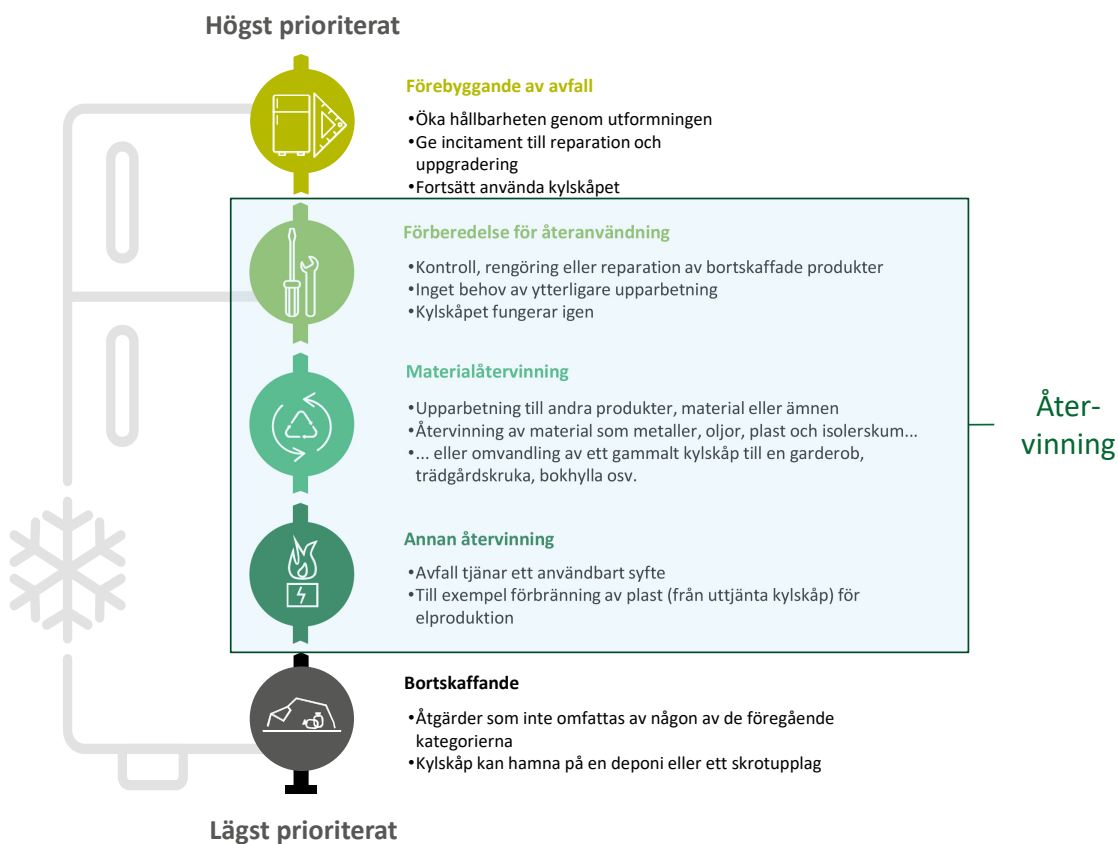 Högst prioriterat
Förebyggande av avfall
•Öka hållbarheten genom utformningen
•Ge incitament till reparation och
uppgradering
•Fortsätt använda kylskåpet
Förberedelse för återanvändning
•Kontroll, rengöring eller reparation av bortskaffade produkter
•Inget behov av ytterligare upparbetning
•Kylskåpet fungerar igen
Materialåtervinning
•Upparbetning till andra produkter, material eller ämnen
•Återvinning av material som metaller, oljor, plast och isolerskum...
•... eller omvandling av ett gammalt kylskåp till en garderob,
trädgårdskruka, bokhylla osv.
Åter-
vinning
Annan återvinning
•Avfall tjänar ett användbart syfte
•Till exempel förbränning av plast (från uttjänta kylskåp) för
elproduktion
Bortskaffande
•Åtgärder som inte omfattas av någon av de föregående
kategorierna
•Kylskåp kan hamna på en deponi eller ett skrotupplag
Lägst prioriterat